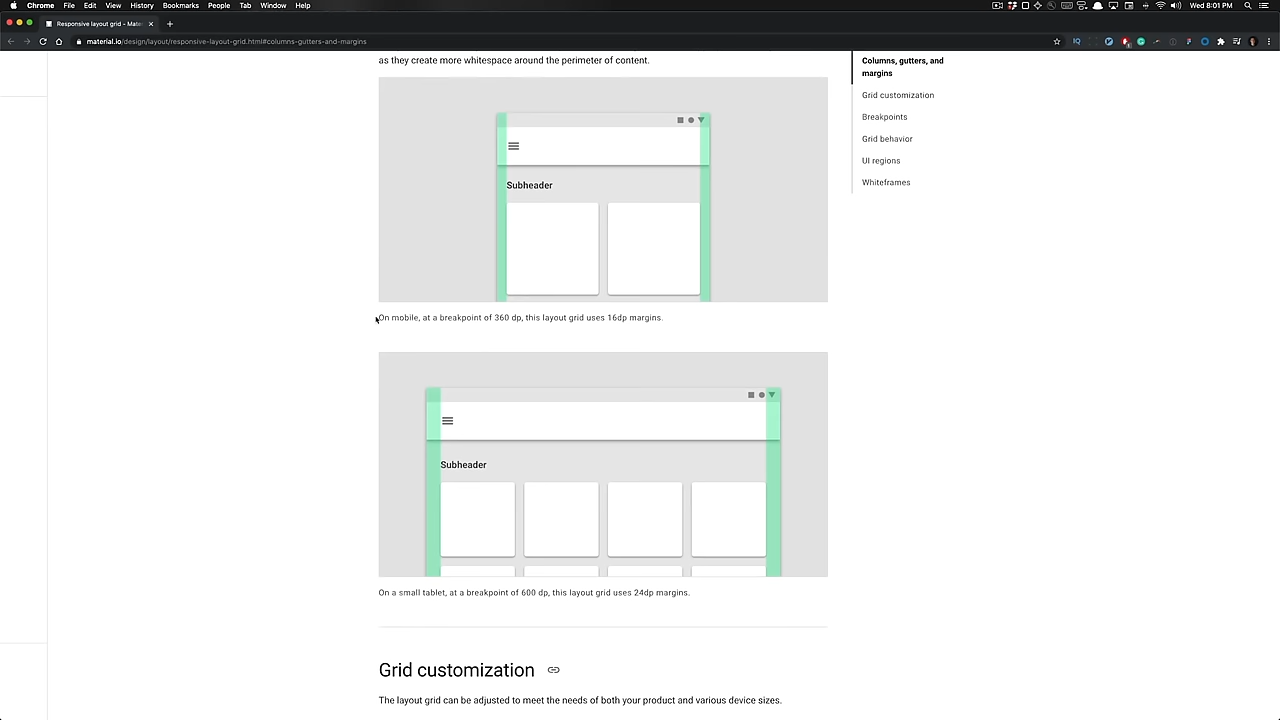 Chrome File Edit View History Bookmarks People Tab Window Help
Wed 8:01 PM
Responsive layout grid - Mate
material.io/design/layout/responsive-layout-grid.html#columns-gutters-and-margins
as they create more whitespace around the perimeter of content.
Subheader
On mobile, at a breakpoint of 360 dp, this layout grid uses 16dp margins.
Subheader
On a small tablet, at a breakpoint of 600 dp, this layout grid uses 24dp margins.
Grid customization
The layout grid can be adjusted to meet the needs of both your product and various device sizes.
Columns, gutters, and
margins
Grid customization
Breakpoints
Grid behavior
UI regions
Whiteframes